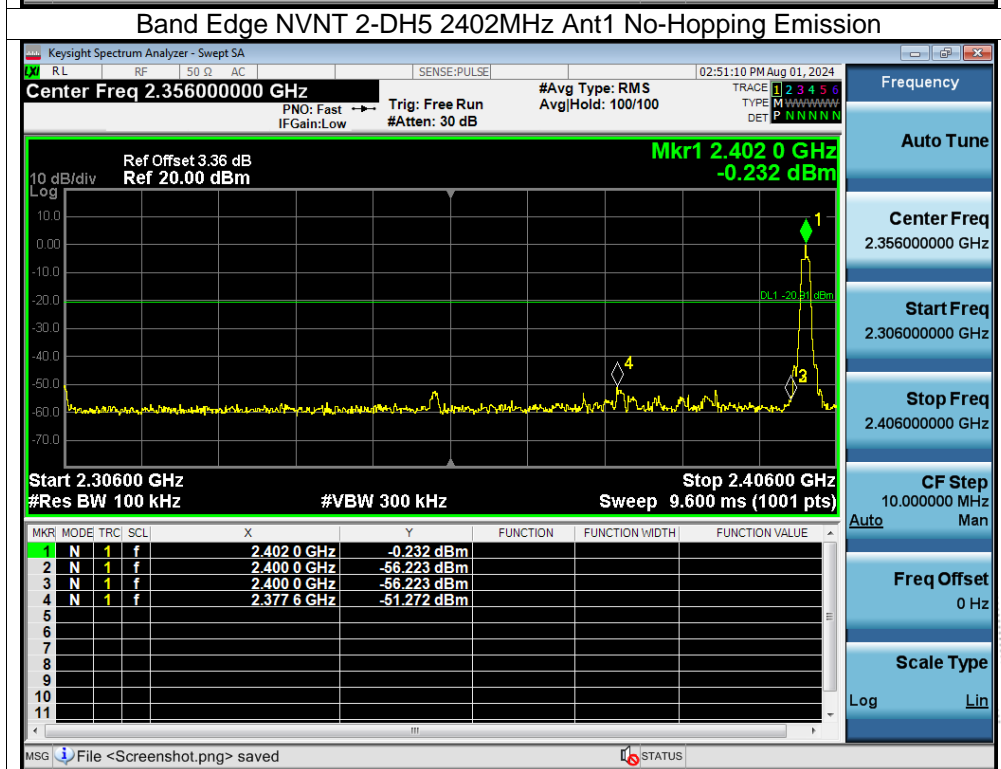 Band Edge NVNT 2-DH5 2402MHz Ant1 No-Hopping Emission
Keysight Spectrum Analyzer - Swept SA
LXI RL RF 50 Ω AC SENSE:PULSE 02:51:10 PM Aug 01, 2024
Center Freq 2.356000000 GHz
PNO: Fast
IFGain:Low
Trig: Free Run
#Atten: 30 dB
#Avg Type: RMS
Avg|Hold: 100/100
TRACE 1 2 3 4 5 6
TYPE M WWWWW
DET P N N N N N
Frequency
Auto Tune
Center Freq
2.356000000 GHz
Start Freq
2.306000000 GHz
Stop Freq
2.406000000 GHz
CF Step
10.000000 MHz
Auto Man
Freq Offset
0 Hz
Scale Type
Log Lin
Mkr1 2.402 0 GHz
-0.232 dBm
Ref Offset 3.36 dB
10 dB/div Ref 20.00 dBm
Log
10.0
0.00
-10.0
-20.0
-30.0
-40.0
-50.0
-60.0
-70.0
1
DL1 -20.91 dBm
4
3
Start 2.30600 GHz Stop 2.40600 GHz
#Res BW 100 kHz #VBW 300 kHz Sweep 9.600 ms (1001 pts)
MKR MODE TRC SCL X Y FUNCTION FUNCTION WIDTH FUNCTION VALUE
1 N 1 f 2.402 0 GHz -0.232 dBm
2 N 1 f 2.400 0 GHz -56.223 dBm
3 N 1 f 2.400 0 GHz -56.223 dBm
4 N 1 f 2.377 6 GHz -51.272 dBm
5
6
7
8
9
10
11
MSG File <Screenshot.png> saved STATUS